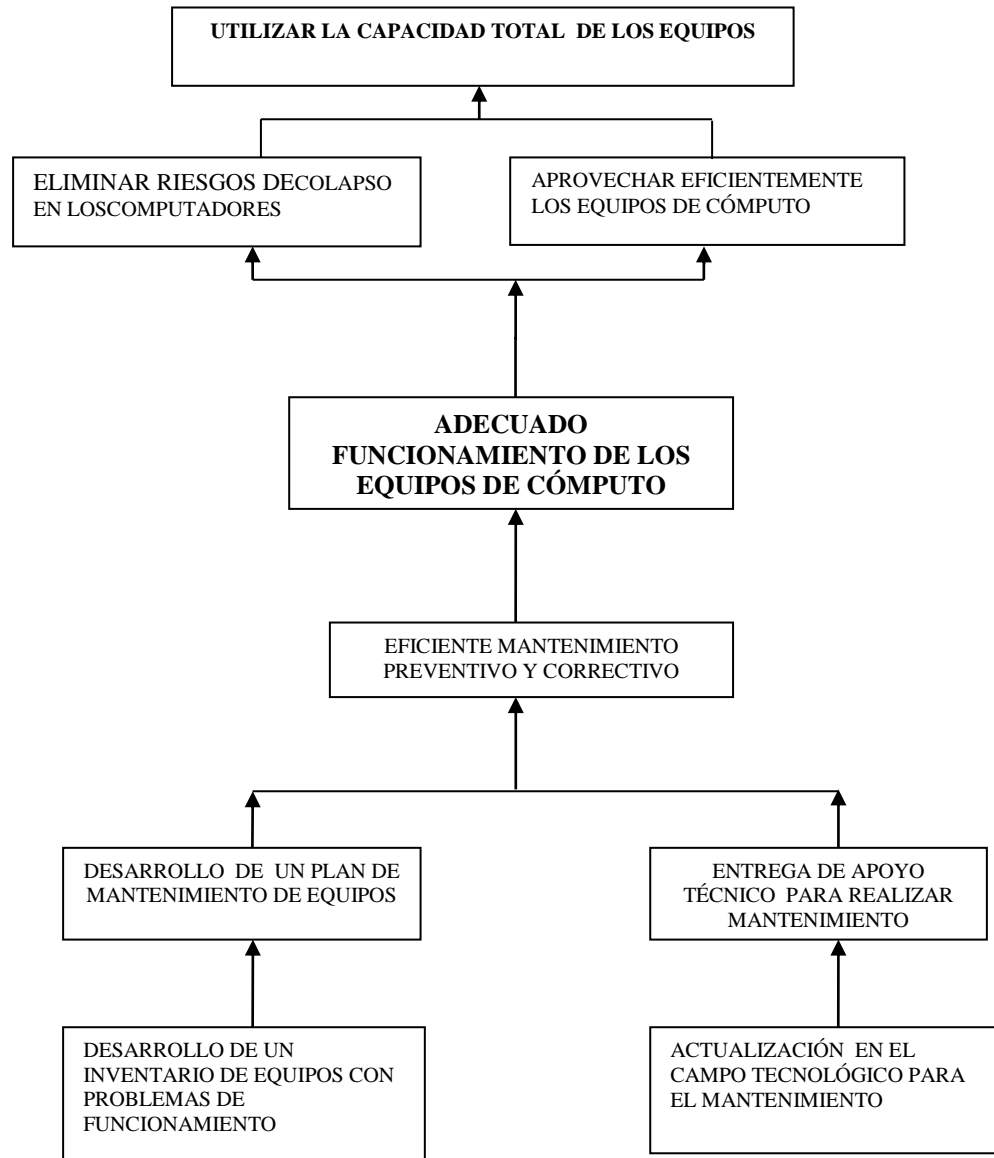 UTILIZAR LA CAPACIDAD TOTAL DE LOS EQUIPOS
ELIMINAR RIESGOS DECOLAPSO
EN LOSCOMPUTADORES
APROVECHAR EFICIENTEMENTE
LOS EQUIPOS DE CÓMPUTO
ADECUADO
FUNCIONAMIENTO DE LOS
EQUIPOS DE CÓMPUTO
EFICIENTE MANTENIMIENTO
PREVENTIVO Y CORRECTIVO
DESARROLLO DE UN PLAN DE
MANTENIMIENTO DE EQUIPOS
ENTREGA DE APOYO
TÉCNICO PARA REALIZAR
MANTENIMIENTO
DESARROLLO DE UN
INVENTARIO DE EQUIPOS CON
PROBLEMAS DE
FUNCIONAMIENTO
ACTUALIZACIÓN EN EL
CAMPO TECNOLÓGICO PARA
EL MANTENIMIENTO